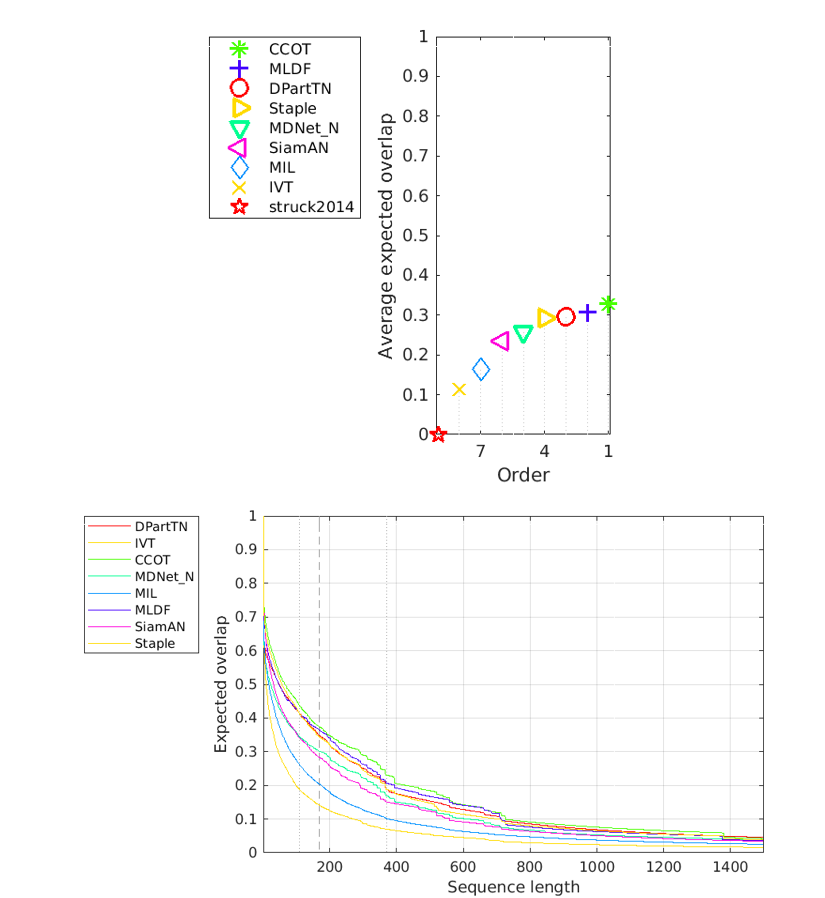 CCOT
MLDF
DPartTN
Staple
MDNet_N
SiamAN
MIL
IVT
struck2014
Average expected overlap
1
0.9
0.8
0.7
0.6
0.5
0.4
0.3
0.2
0.1
0
7 4 1
Order
DPartTN
IVT
CCOT
MDNet_N
MIL
MLDF
SiamAN
Staple
Expected overlap
1
0.9
0.8
0.7
0.6
0.5
0.4
0.3
0.2
0.1
0
200 400 600 800 1000 1200 1400
Sequence length